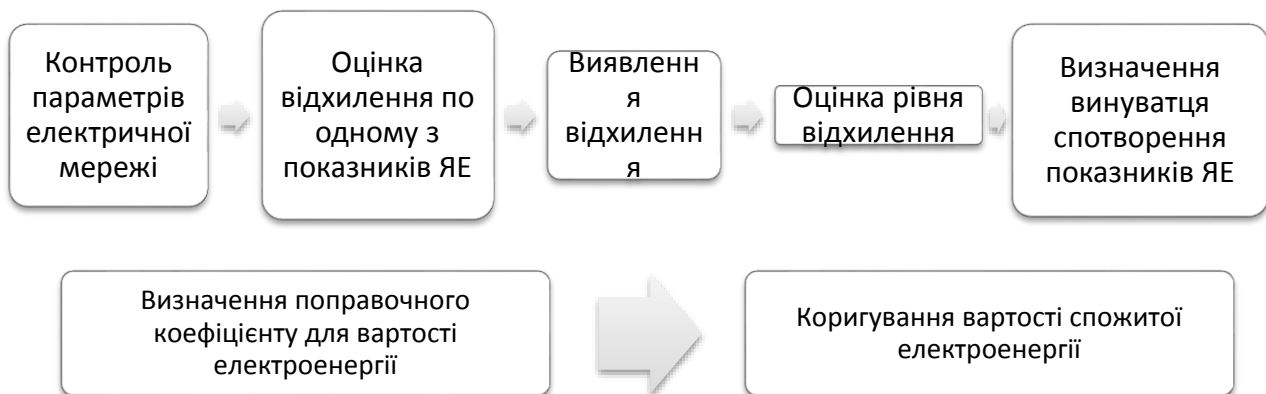 Контроль
параметрів
електричної
мережі
Оцінка
відхилення по
одному з
показників ЯЕ
Виявленн
я
відхиленн
я
Оцінка рівня
відхилення
Визначення
винуватця
спотворення
показників ЯЕ
Визначення поправочного
коефіцієнту для вартості
електроенергії
Коригування вартості спожитої
електроенергії